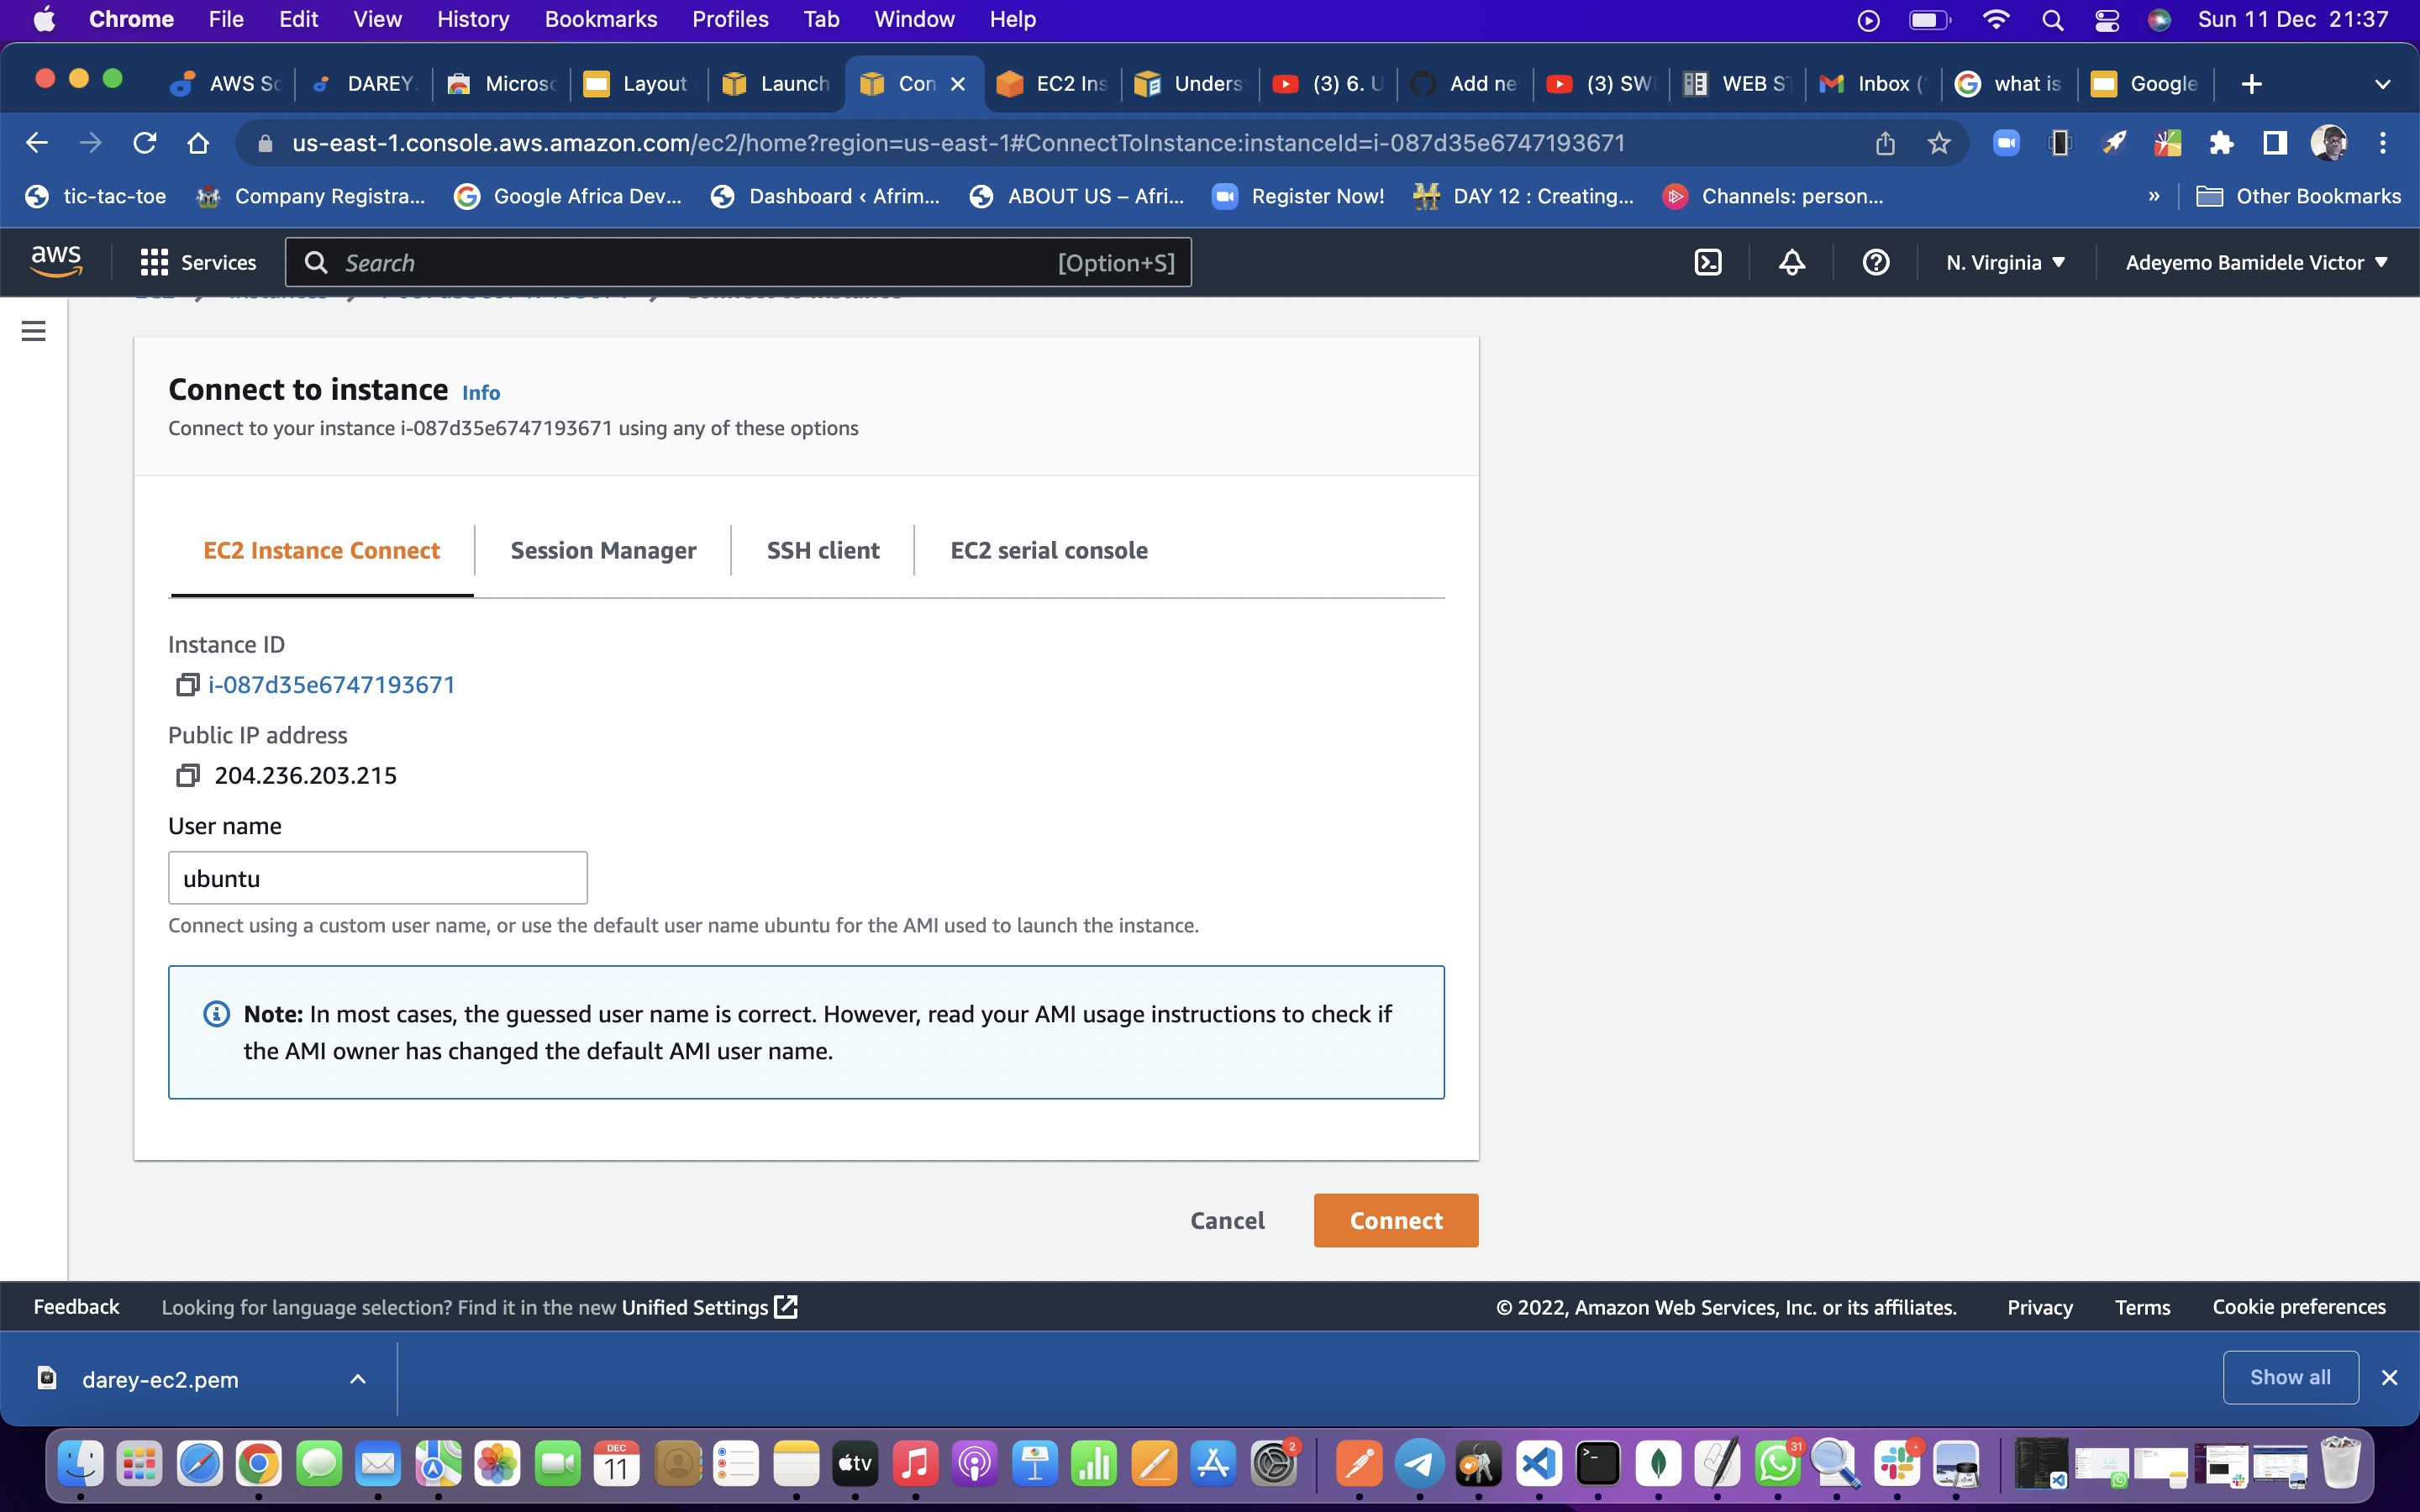 Chrome File Edit View History Bookmarks Profiles Tab Window Help Sun 11 Dec 21:37
AWS Sc DAREY. Microso Layout Launch Con EC2 Ins Unders (3) 6. U Add ne (3) SW WEB ST Inbox ( what is Google
us-east-1.console.aws.amazon.com/ec2/home?region=us-east-1#ConnectToInstance:instanceId=i-087d35e6747193671
tic-tac-toe Company Registra... Google Africa Dev... Dashboard ‹ Afrim... ABOUT US – Afri... Register Now! DAY 12 : Creating... Channels: person... » Other Bookmarks
aws Services Search [Option+S] N. Virginia Adeyemo Bamidele Victor
Connect to instance Info
Connect to your instance i-087d35e6747193671 using any of these options
EC2 Instance Connect Session Manager SSH client EC2 serial console
Instance ID
i-087d35e6747193671
Public IP address
204.236.203.215
User name
ubuntu
Connect using a custom user name, or use the default user name ubuntu for the AMI used to launch the instance.
Note: In most cases, the guessed user name is correct. However, read your AMI usage instructions to check if
the AMI owner has changed the default AMI user name.
Cancel Connect
Feedback Looking for language selection? Find it in the new Unified Settings © 2022, Amazon Web Services, Inc. or its affiliates. Privacy Terms Cookie preferences
darey-ec2.pem Show all
DEC
11
tv
2
31